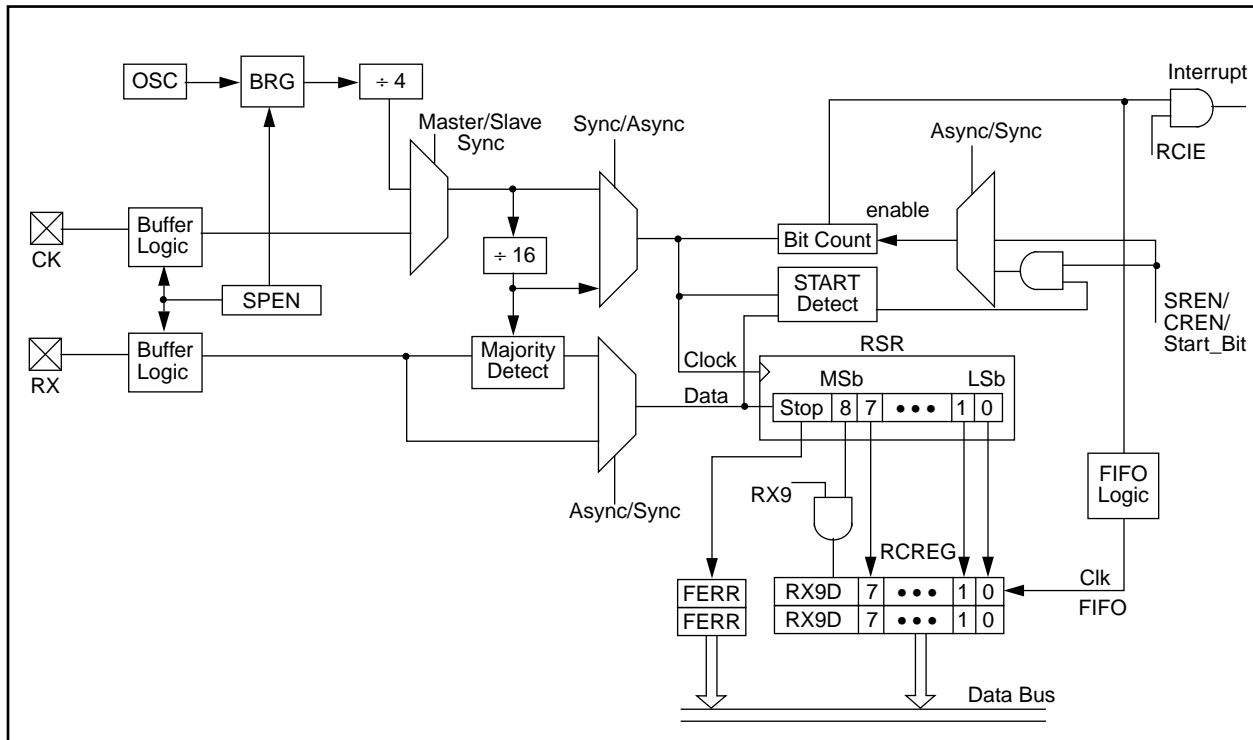 OSC
BRG
÷ 4
Interrupt
Master/Slave
Sync
Sync/Async
Async/Sync
RCIE
CK
Buffer
Logic
enable
Bit Count
÷ 16
SPEN
START
Detect
SREN/
CREN/
Start_Bit
RX
Buffer
Logic
Majority
Detect
Clock
RSR
Data
MSb
LSb
Stop 8 7 ••• 1 0
Async/Sync
RX9
FIFO
Logic
RCREG
Clk
FIFO
FERR
FERR
RX9D 7 ••• 1 0
RX9D 7 ••• 1 0
Data Bus